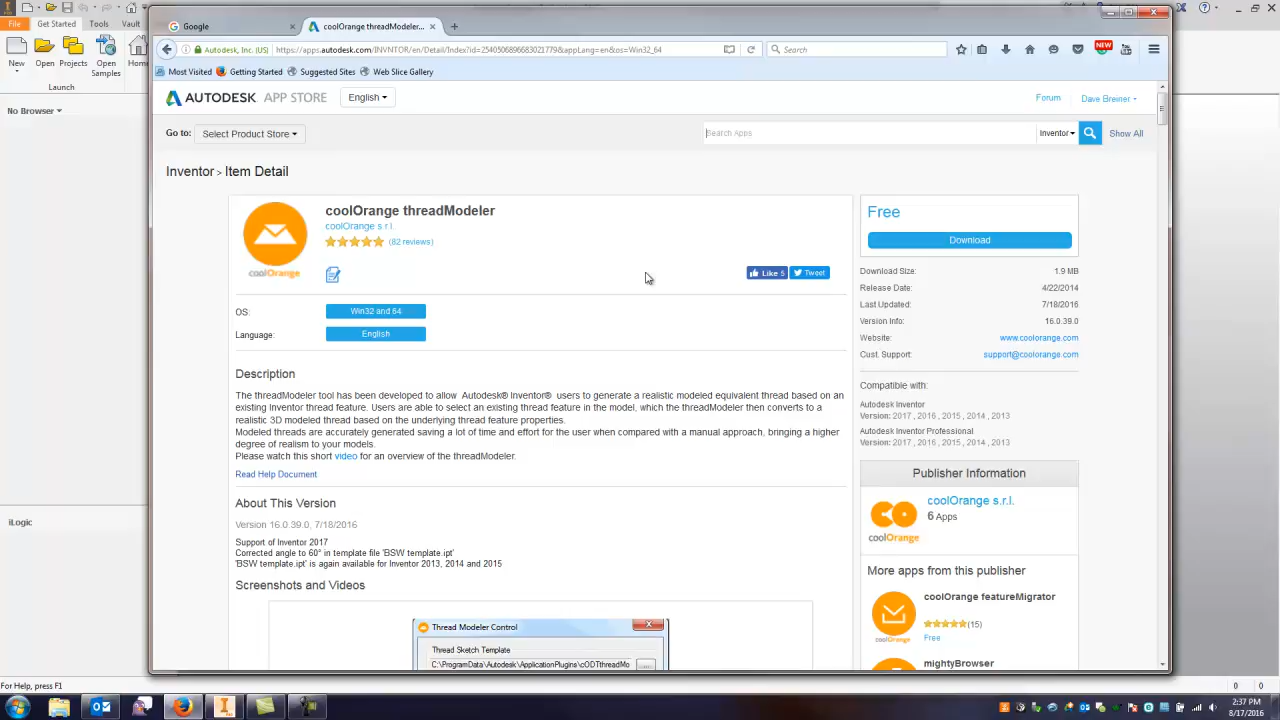 File Get Started Tools Vault
New Open Projects Open Samples Home
Launch
No Browser
iLogic
Google
coolOrange threadModeler...
Autodesk, Inc. (US) https://apps.autodesk.com/INVNTOR/en/Detail/Index?id=2540506896683021779&appLang=en&os=Win32_64
Search
NEW
Most Visited Getting Started Suggested Sites Web Slice Gallery
AUTODESK APP STORE English
Forum Dave Breiner
Go to: Select Product Store
Search Apps Inventor Show All
Inventor > Item Detail
coolOrange
coolOrange threadModeler
coolOrange s.r.l.
(82 reviews)
Like 5 Tweet
OS: Win32 and 64
Language: English
Description
The threadModeler tool has been developed to allow Autodesk® Inventor® users to generate a realistic modeled equivalent thread based on an
existing Inventor thread feature. Users are able to select an existing thread feature in the model, which the threadModeler then converts to a
realistic 3D modeled thread based on the underlying thread feature properties.
Modeled threads are accurately generated saving a lot of time and effort for the user when compared with a manual approach, bringing a higher
degree of realism to your models.
Please watch this short video for an overview of the threadModeler.
Read Help Document
About This Version
Version 16.0.39.0, 7/18/2016
Support of Inventor 2017
Corrected angle to 60° in template file 'BSW template.ipt'
'BSW template.ipt' is again available for Inventor 2013, 2014 and 2015
Screenshots and Videos
Thread Modeler Control
Thread Sketch Template
C:\ProgramData\Autodesk\ApplicationPlugins\cODTthreadMo ...
Free
Download
Download Size: 1.9 MB
Release Date: 4/22/2014
Last Updated: 7/18/2016
Version Info: 16.0.39.0
Website: www.coolorange.com
Cust. Support: support@coolorange.com
Compatible with:
Autodesk Inventor
Version: 2017 , 2016 , 2015 , 2014 , 2013
Autodesk Inventor Professional
Version: 2017 , 2016 , 2015 , 2014 , 2013
Publisher Information
coolOrange
coolOrange s.r.l.
6 Apps
More apps from this publisher
coolOrange
coolOrange featureMigrator
(15)
Free
mightyBrowser
For Help, press F1
0 0
2:37 PM
8/17/2016